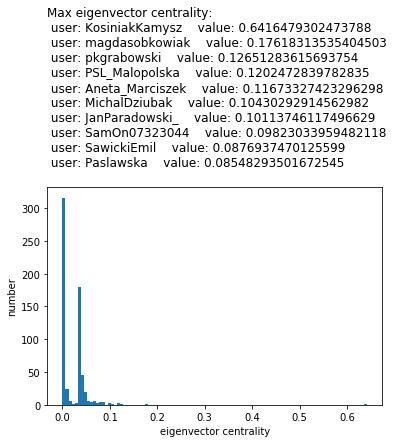 Max eigenvector centrality:
user: KosiniakKamysz value: 0.6416479302473788
user: magdasobkowiak value: 0.17618313535404503
user: pkgrabowski value: 0.12651283615693754
user: PSL_Malopolska value: 0.1202472839782835
user: Aneta_Marciszek value: 0.11673327423296298
user: MichalDziubak value: 0.10430292914562982
user: JanParadowski_ value: 0.10113746117496629
user: SamOn07323044 value: 0.09823033959482118
user: SawickiEmil value: 0.0876937470125599
user: Paslawska value: 0.08548293501672545
300
250
200
150
100
50
0
number
0.0 0.1 0.2 0.3 0.4 0.5 0.6
eigenvector centrality